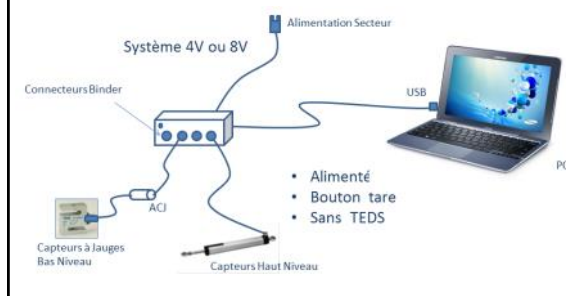 Alimentation Secteur
Système 4V ou 8V
Connecteurs Binder
USB
PC
• Alimenté
• Bouton tare
• Sans TEDS
ACJ
Capteurs à Jauges
Bas Niveau
Capteurs Haut Niveau